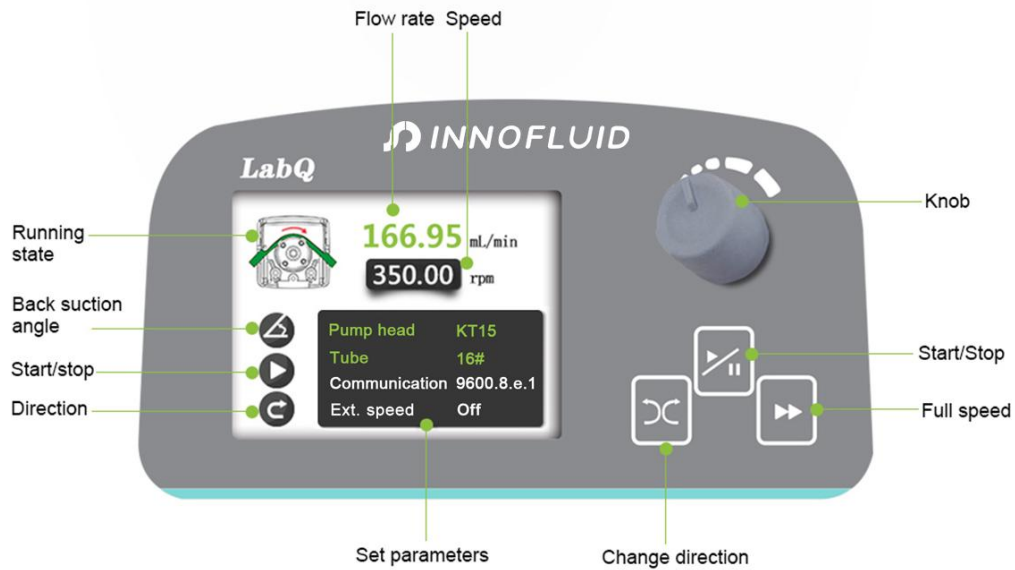 Flow rate
Speed
INNOFLUID
LabQ
166.95 mL/min
350.00 rpm
Knob
Running
state
Back suction
angle
Start/stop
Direction
Pump head KT15
Tube 16#
Communication 9600.8.e.1
Ext. speed Off
Start/Stop
Full speed
Set parameters
Change direction